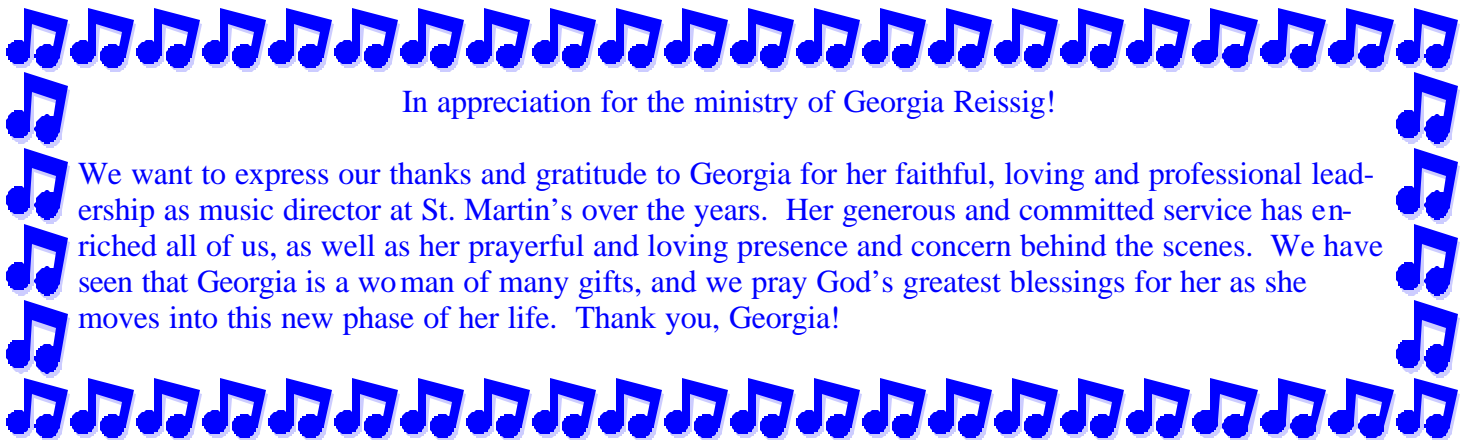 In appreciation for the ministry of Georgia Reissig!
We want to express our thanks and gratitude to Georgia for her faithful, loving and professional lead-
ership as music director at St. Martin’s over the years.  Her generous and committed service has en-
riched all of us, as well as her prayerful and loving presence and concern behind the scenes.  We have
seen that Georgia is a woman of many gifts, and we pray God’s greatest blessings for her as she
moves into this new phase of her life.  Thank you, Georgia!